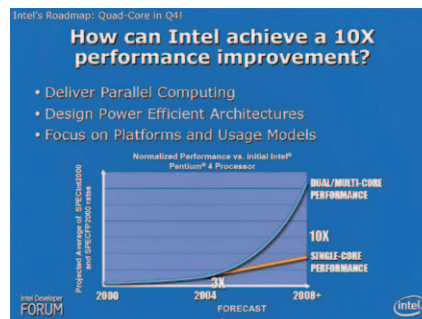 Intel's Roadmap: Quad-Core in Q4!
How can Intel achieve a 10X
performance improvement?
• Deliver Parallel Computing
• Design Power Efficient Architectures
• Focus on Platforms and Usage Models
Normalized Performance vs. initial Intel®
Pentium® 4 Processor
Projected Average of SPECInt2000
and SPECFP2000 rates
DUAL/MULTI-CORE
PERFORMANCE
10X
SINGLE-CORE
PERFORMANCE
3X
2000
2004
2008+
FORECAST
Intel Developer
FORUM
intel